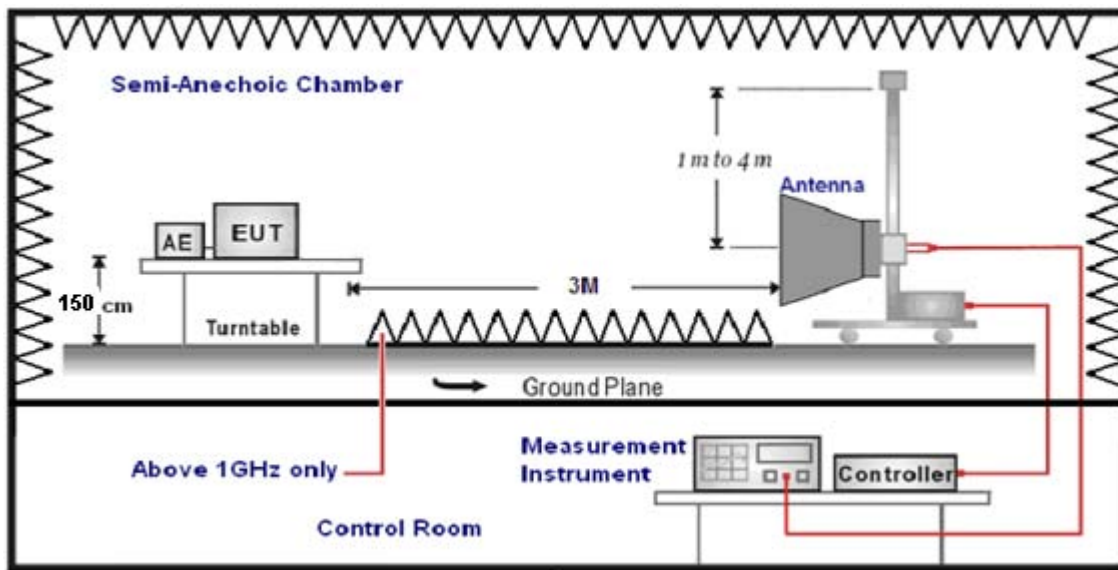 Semi-Anechoic Chamber
1 m to 4 m
Antenna
AE
EUT
150 cm
3M
Turntable
Ground Plane
Above 1GHz only
Measurement
Instrument
Controller
Control Room